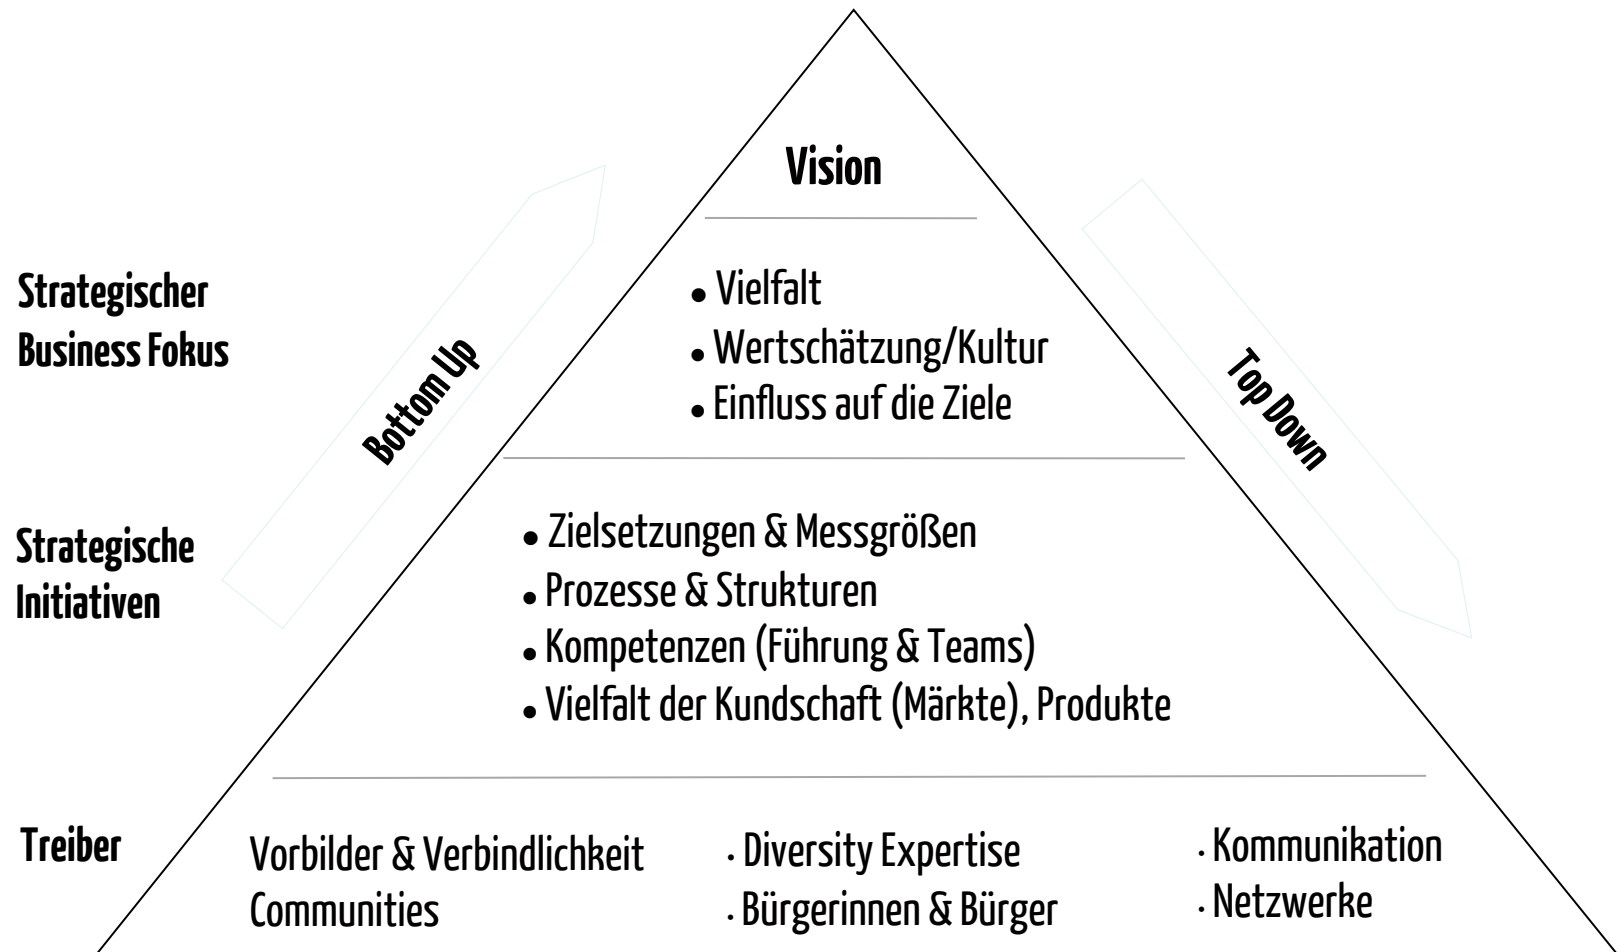 Vision
Strategischer
Business Fokus
• Vielfalt
• Wertschätzung/Kultur
• Einfluss auf die Ziele
Bottom Up
Top Down
Strategische
Initiativen
• Zielsetzungen & Messgrößen
• Prozesse & Strukturen
• Kompetenzen (Führung & Teams)
• Vielfalt der Kundschaft (Märkte), Produkte
Treiber
Vorbilder & Verbindlichkeit
Communities
· Diversity Expertise
· Bürgerinnen & Bürger
· Kommunikation
· Netzwerke